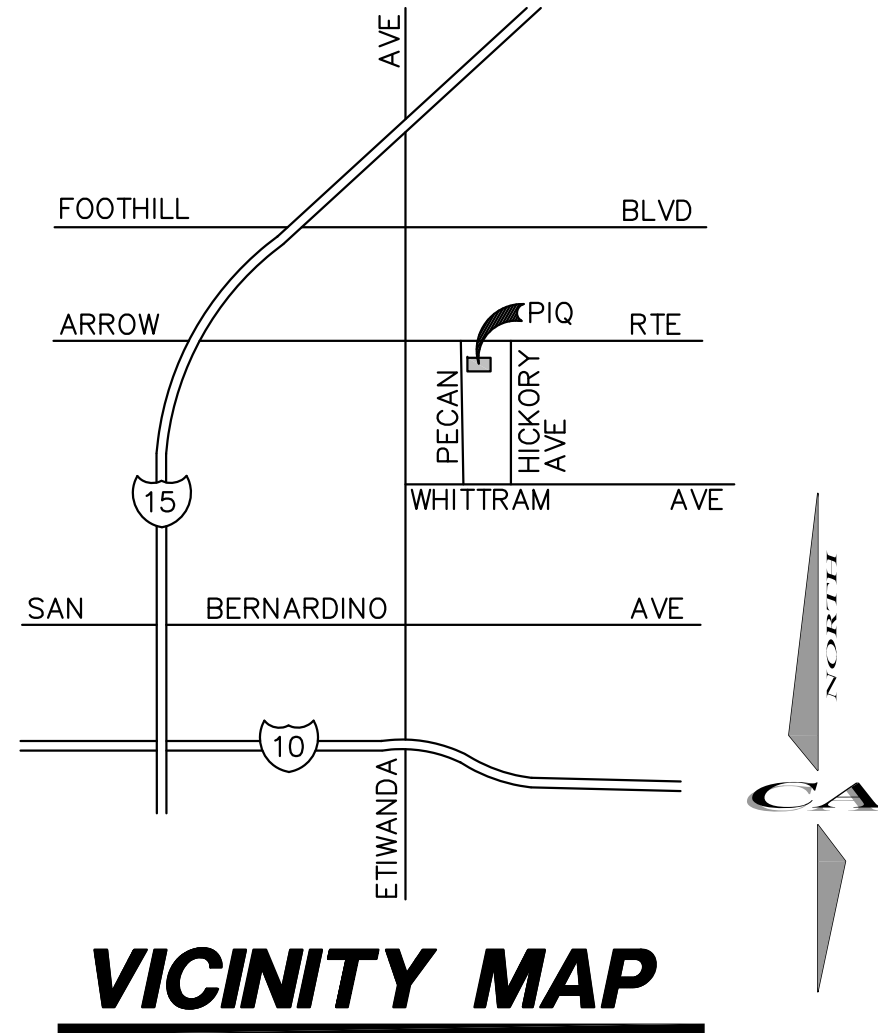 AVE
FOOTHILL BLVD
ARROW RTE
PIQ
PECAN
HICKORY
AVE
15
WHITTRAM AVE
NORTH
SAN BERNARDINO AVE
10
ETIWANDA
CA
VICINITY MAP